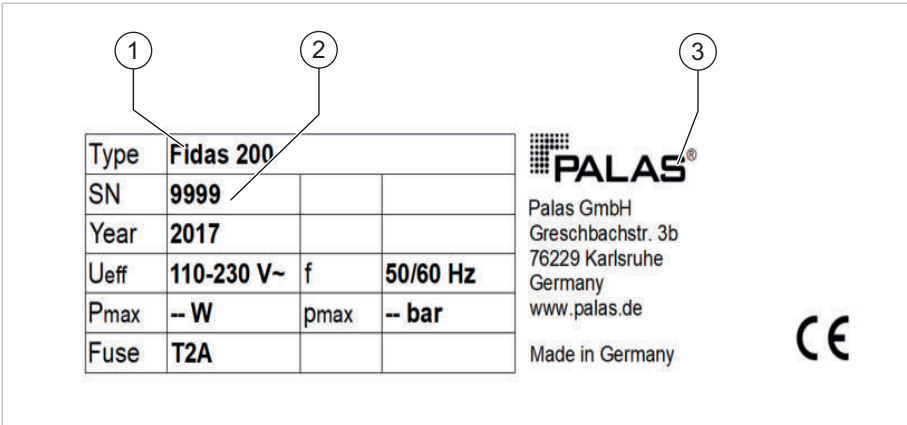 1 2 3
Type Fidas 200
SN 9999
Year 2017
Ueff 110-230 V~ f 50/60 Hz
Pmax -- W pmax -- bar
Fuse T2A
PALAS®
Palas GmbH
Greschbachstr. 3b
76229 Karlsruhe
Germany
www.palas.de
Made in Germany
CE